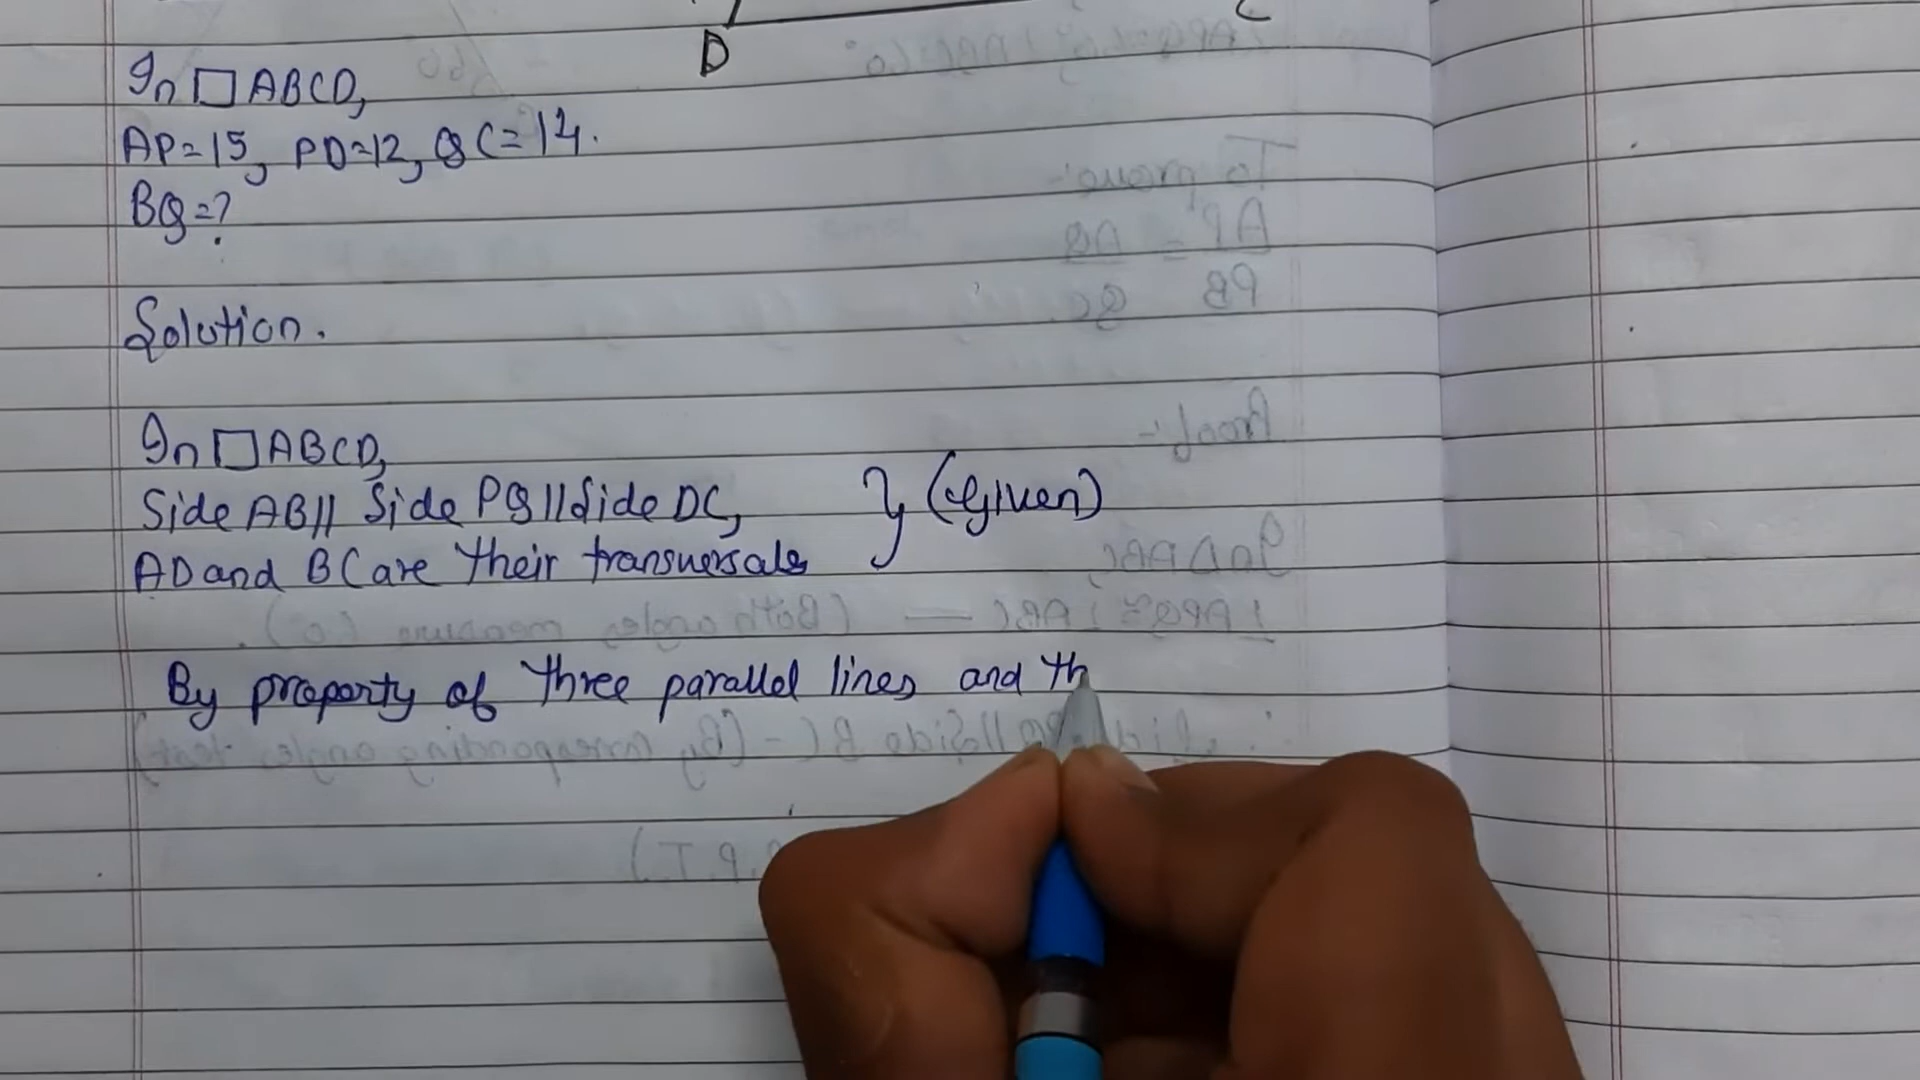 D
C
In □ABCD,
AP=15, PD=12, QC=14.
BQ=?
Solution.
In □ABCD,
Side AB|| Side PQ||Side DC, } (Given)
AD and BC are their transversals
By property of three parallel lines and th